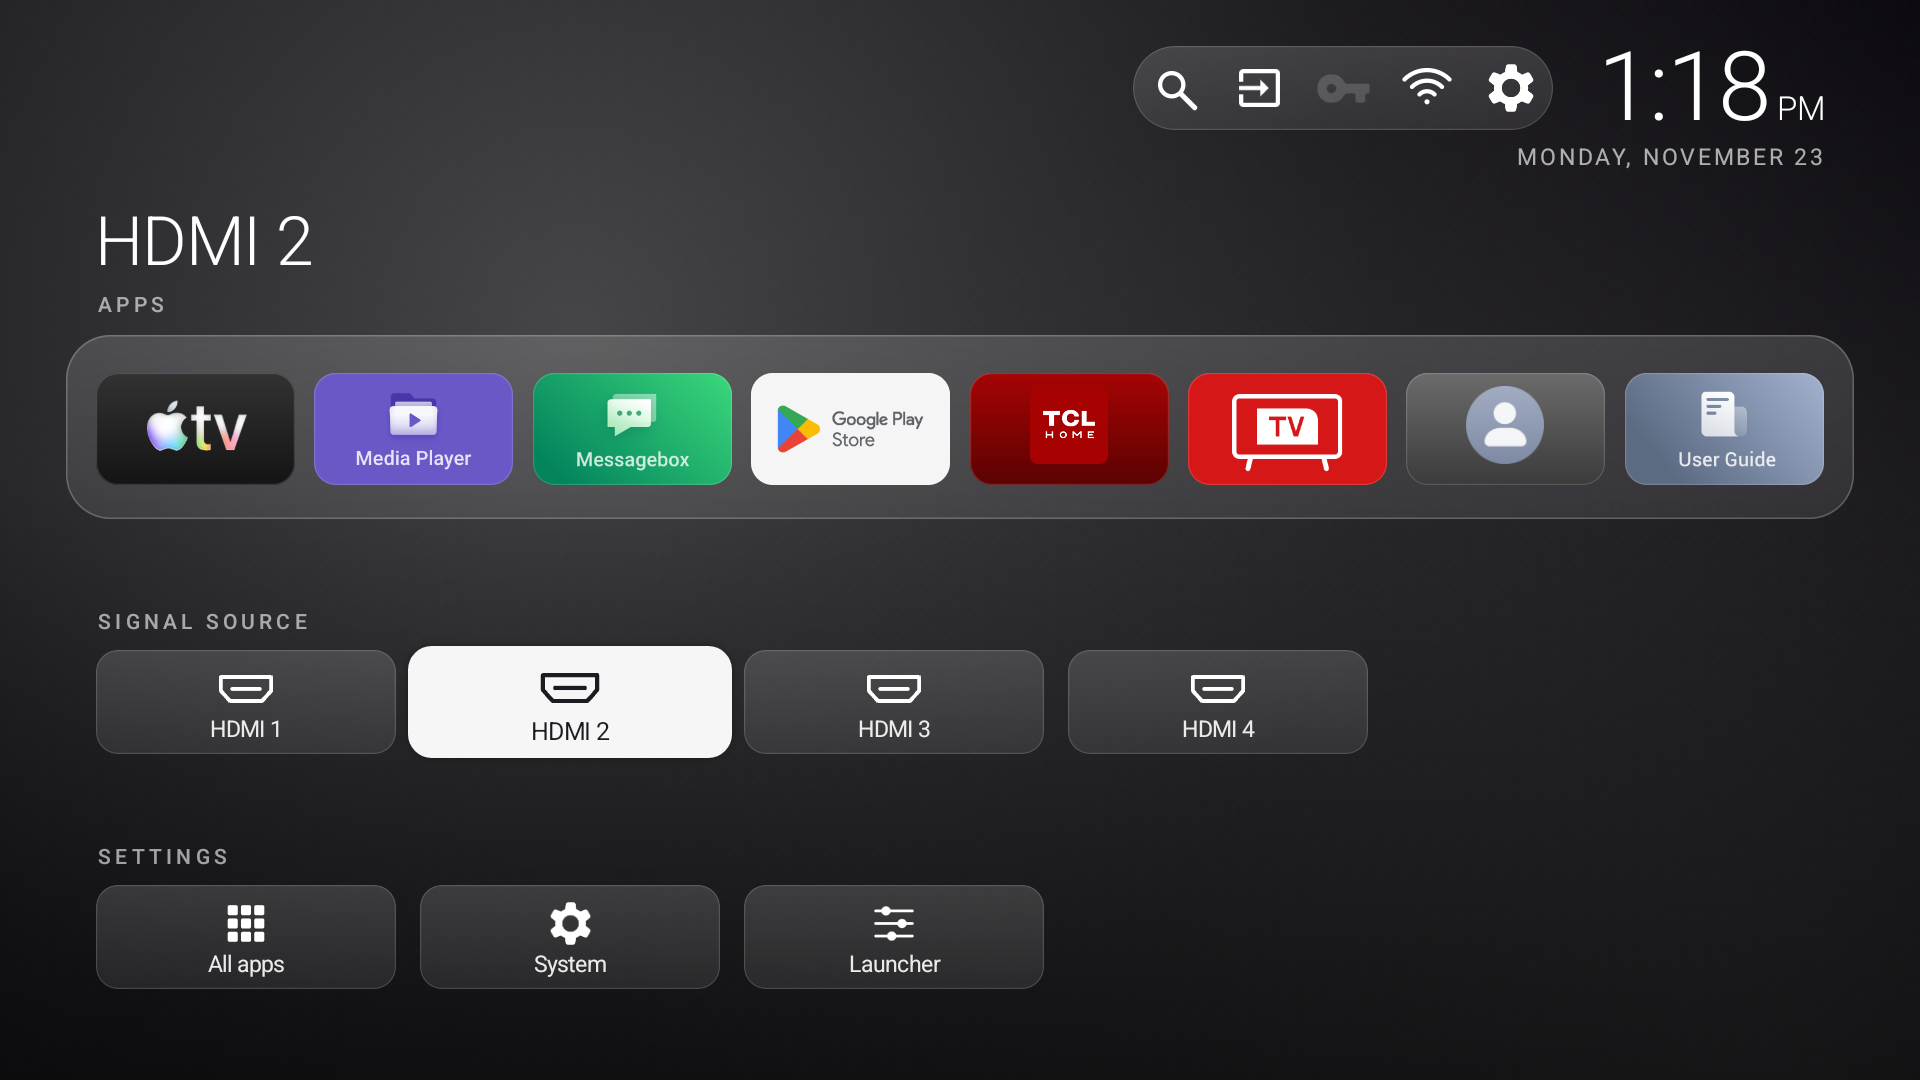 1:18 PM
MONDAY, NOVEMBER 23
HDMI 2
APPS
tv
Media Player
Messagebox
Google Play
Store
TCL
HOME
TV
User Guide
SIGNAL SOURCE
HDMI 1
HDMI 2
HDMI 3
HDMI 4
SETTINGS
All apps
System
Launcher